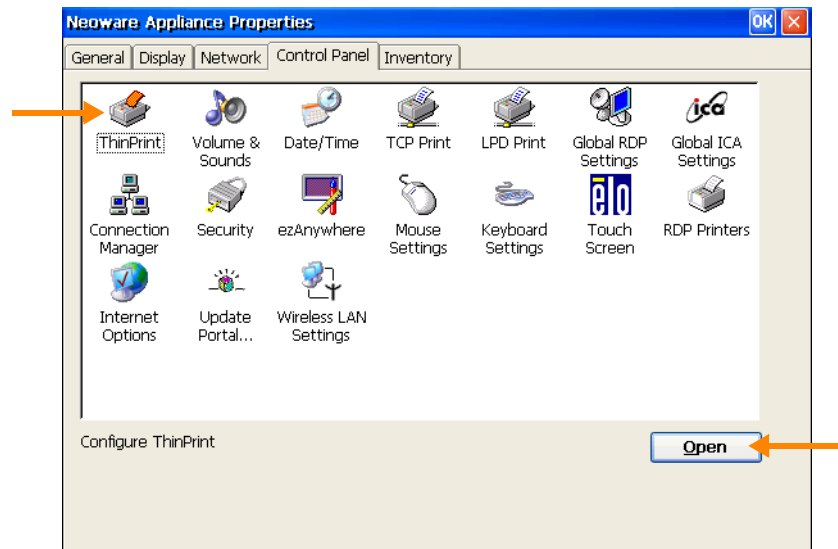 Neoware Appliance Properties OK
General Display Network Control Panel Inventory
ThinPrint Volume & Date/Time TCP Print LPD Print Global RDP Global ICA
Sounds Settings Settings
Connection Security ezAnywhere Mouse Keyboard Touch RDP Printers
Manager Settings Settings Screen
Internet Update Wireless LAN
Options Portal... Settings
Configure ThinPrint
Open
ica
elo